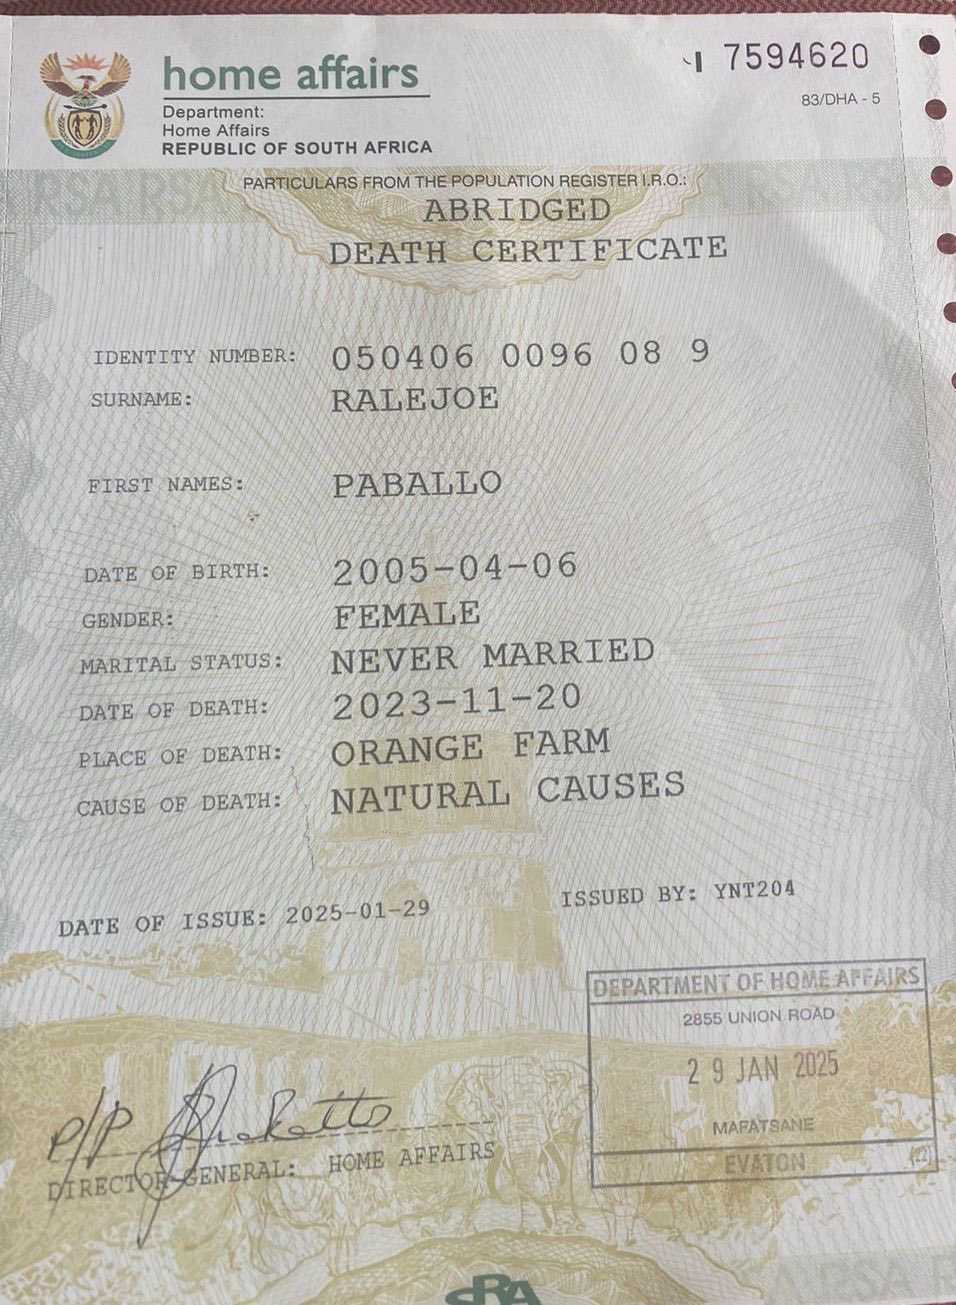 home affairs
Department:
Home Affairs
REPUBLIC OF SOUTH AFRICA
I 7594620
83/DHA - 5
RSA RSA
PARTICULARS FROM THE POPULATION REGISTER I.R.O.:
ABRIDGED
DEATH CERTIFICATE
IDENTITY NUMBER: 050406 0096 08 9
SURNAME: RALEJOE
FIRST NAMES: PABALLO
DATE OF BIRTH: 2005-04-06
GENDER: FEMALE
MARITAL STATUS: NEVER MARRIED
DATE OF DEATH: 2023-11-20
PLACE OF DEATH: ORANGE FARM
CAUSE OF DEATH: NATURAL CAUSES
DATE OF ISSUE: 2025-01-29 ISSUED BY: YNT204
DEPARTMENT OF HOME AFFAIRS
2855 UNION ROAD
29 JAN 2025
MAFATSANE
EVATON (22)
p/p
DIRECTOR-GENERAL: HOME AFFAIRS
RSA R